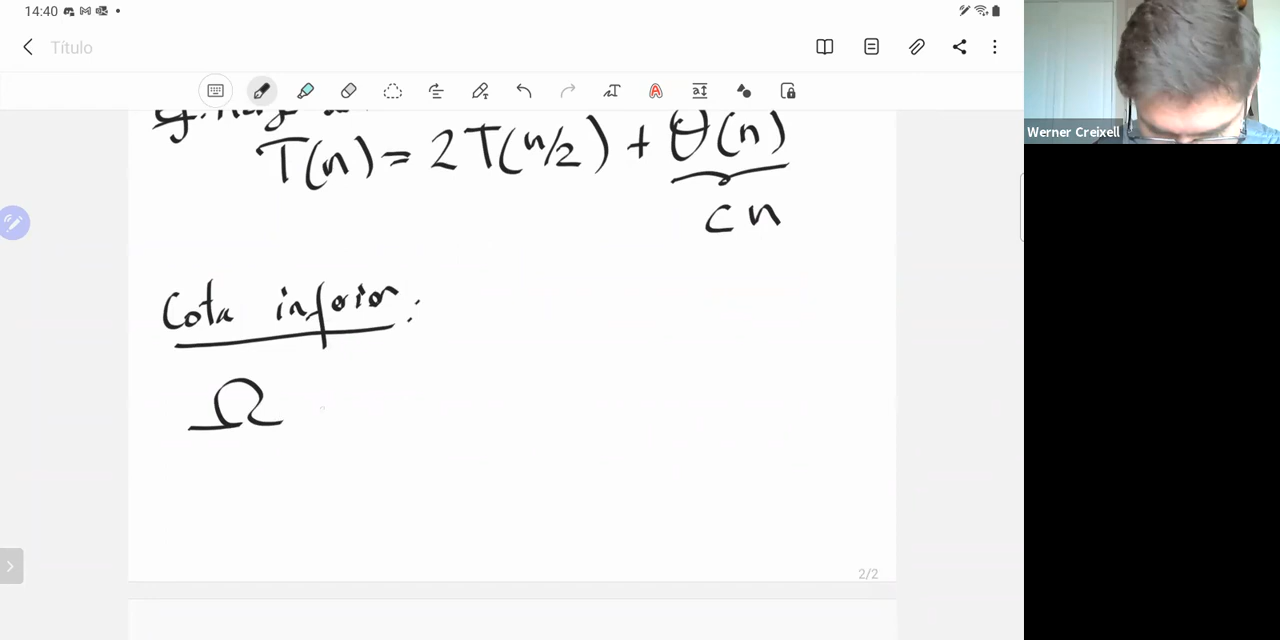 14:40
Título
T(n) = 2T(n/2) + Θ(n)
cn
Cota inferior:
Ω
2/2
Werner Creixell